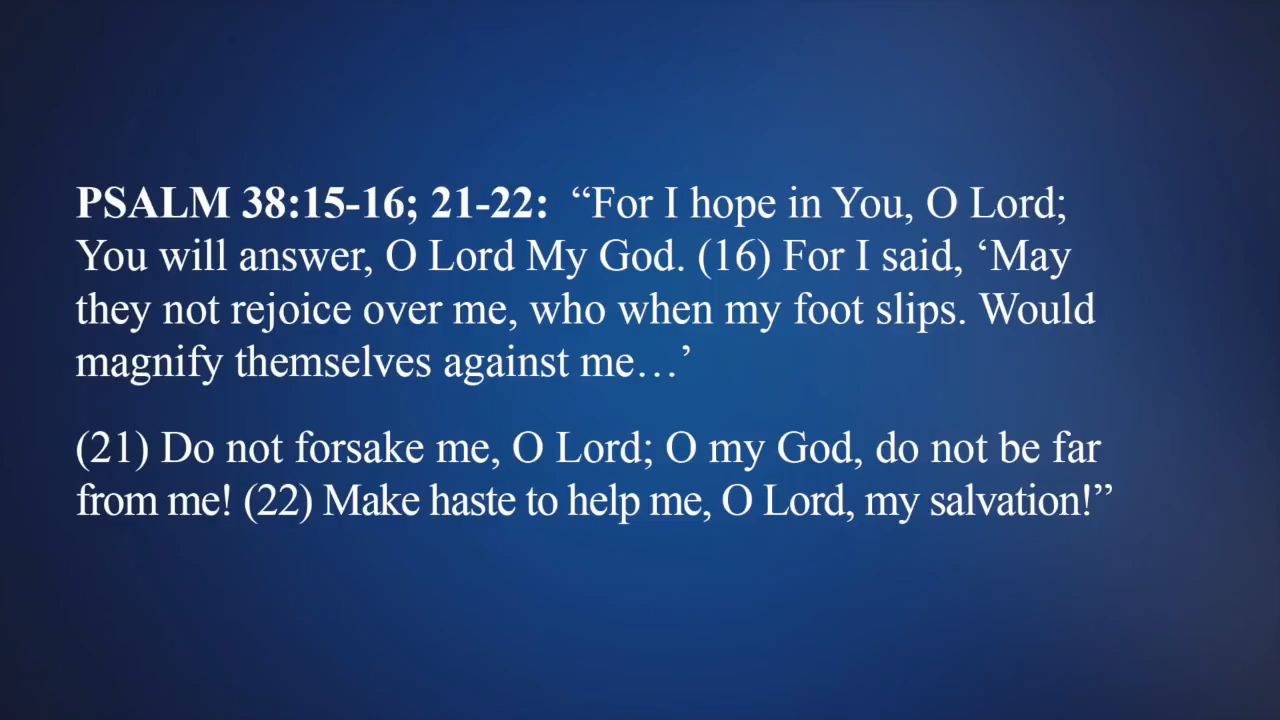 PSALM 38:15-16; 21-22: “For I hope in You, O Lord;
You will answer, O Lord My God. (16) For I said, ‘May
they not rejoice over me, who when my foot slips. Would
magnify themselves against me…’
(21) Do not forsake me, O Lord; O my God, do not be far
from me! (22) Make haste to help me, O Lord, my salvation!”